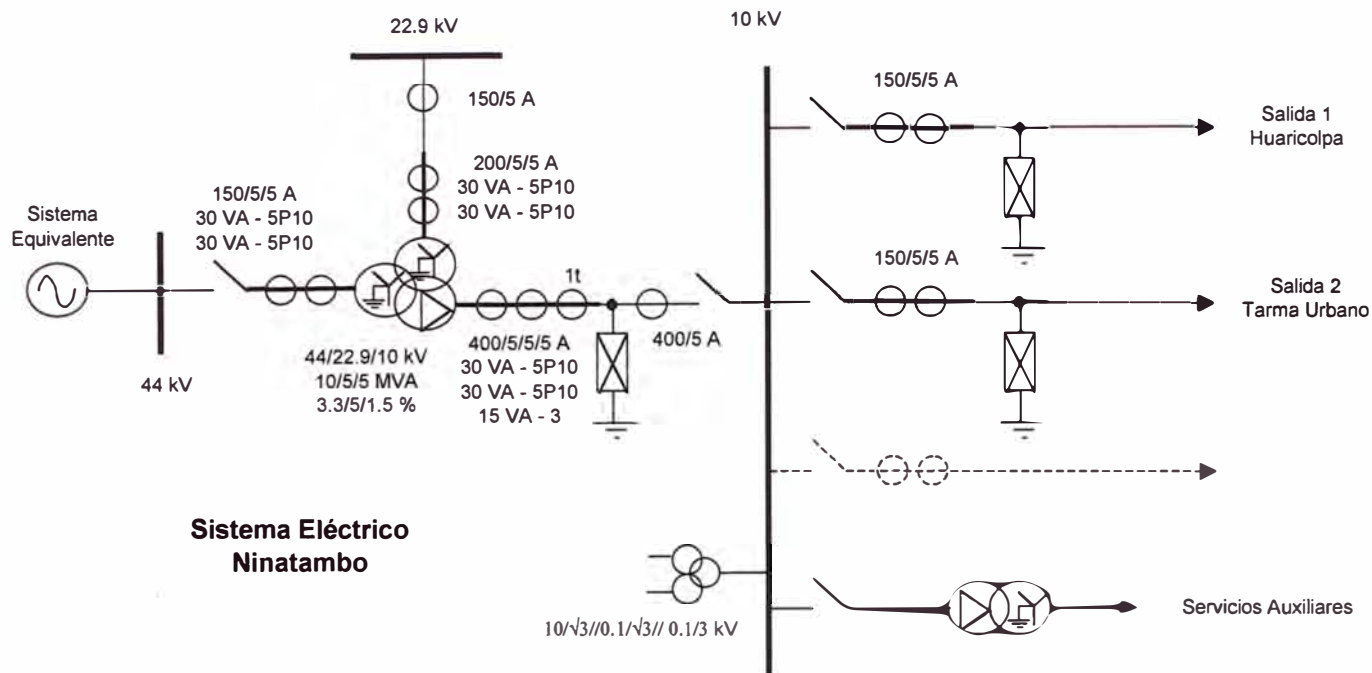 22.9 kV
10 kV
150/5 A
150/5/5 A
Salida 1
Huaricolpa
200/5/5 A
30 VA - 5P10
30 VA - 5P10
150/5/5 A
30 VA - 5P10
30 VA - 5P10
Sistema
Equivalente
44 kV
1t
150/5/5 A
Salida 2
Tarma Urbano
44/22.9/10 kV
10/5/5 MVA
3.3/5/1.5 %
400/5/5/5 A
30 VA - 5P10
30 VA - 5P10
15 VA - 3
400/5 A
Sistema Eléctrico
Ninatambo
10/√3//0.1/√3// 0.1/3 kV
Servicios Auxiliares